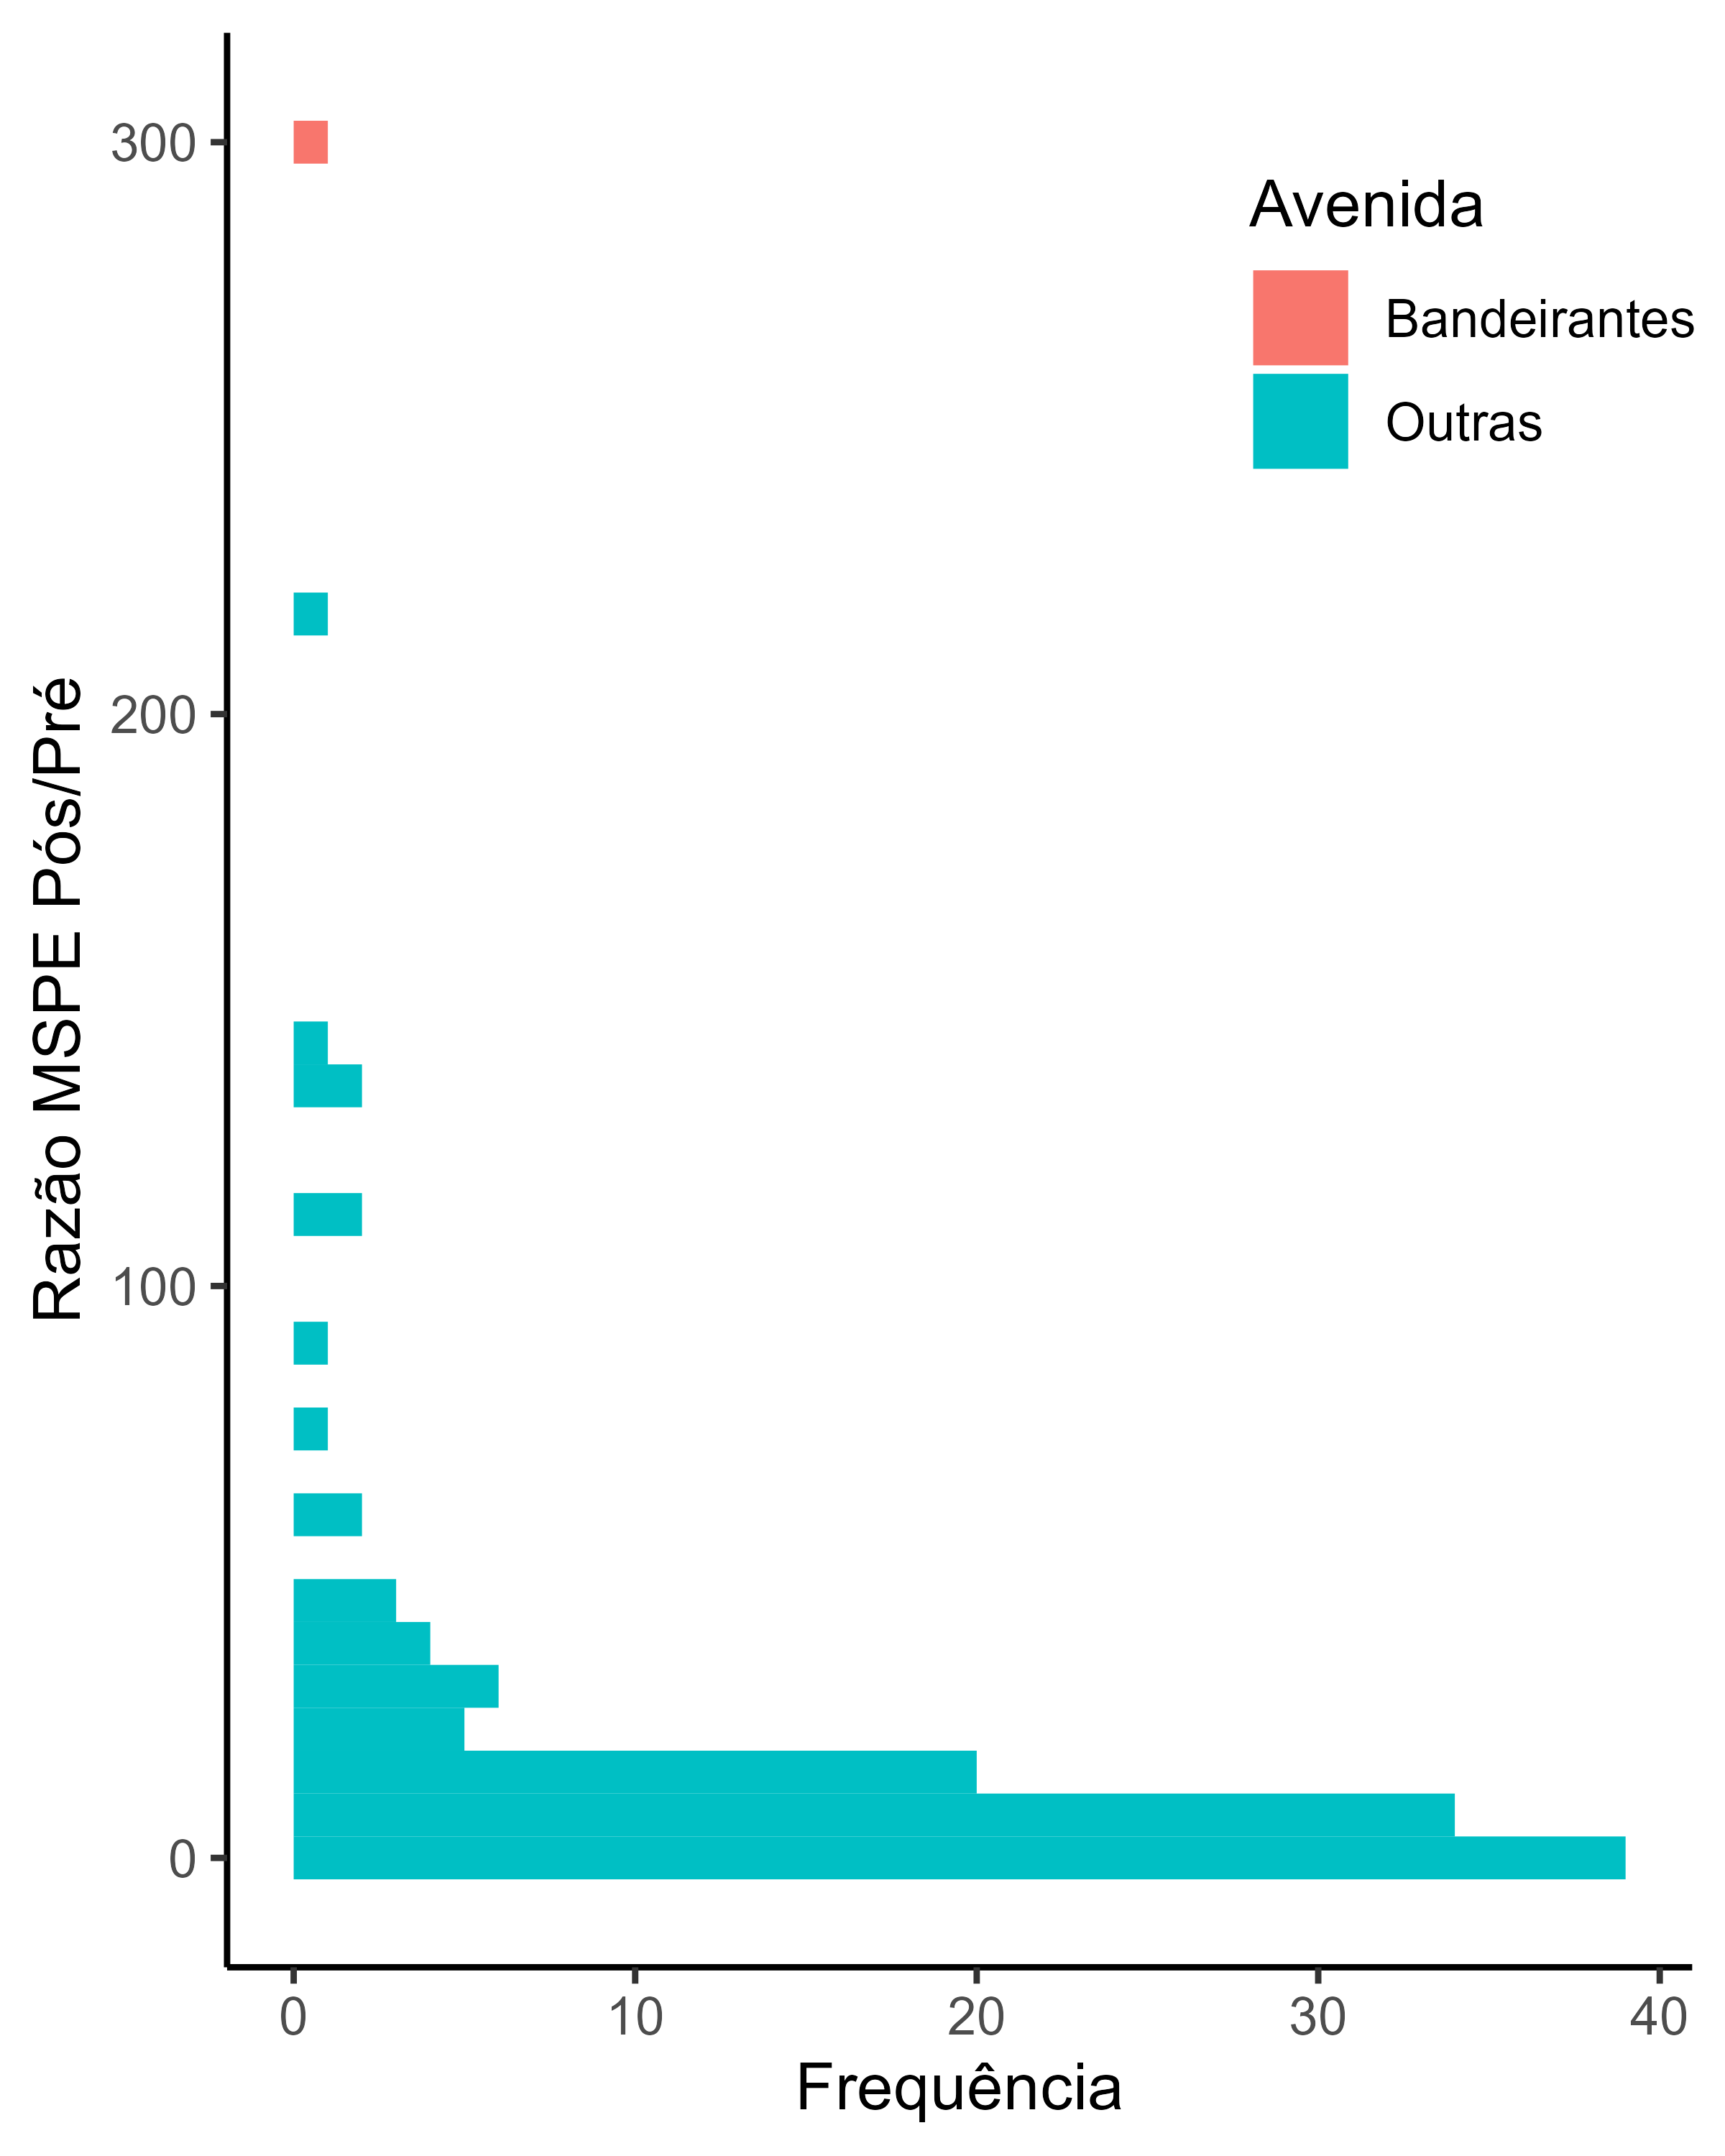 Avenida
Bandeirantes
Outras
Razão MSPE Pós/Pré
300
200
100
0
0 10 20 30 40
Frequência